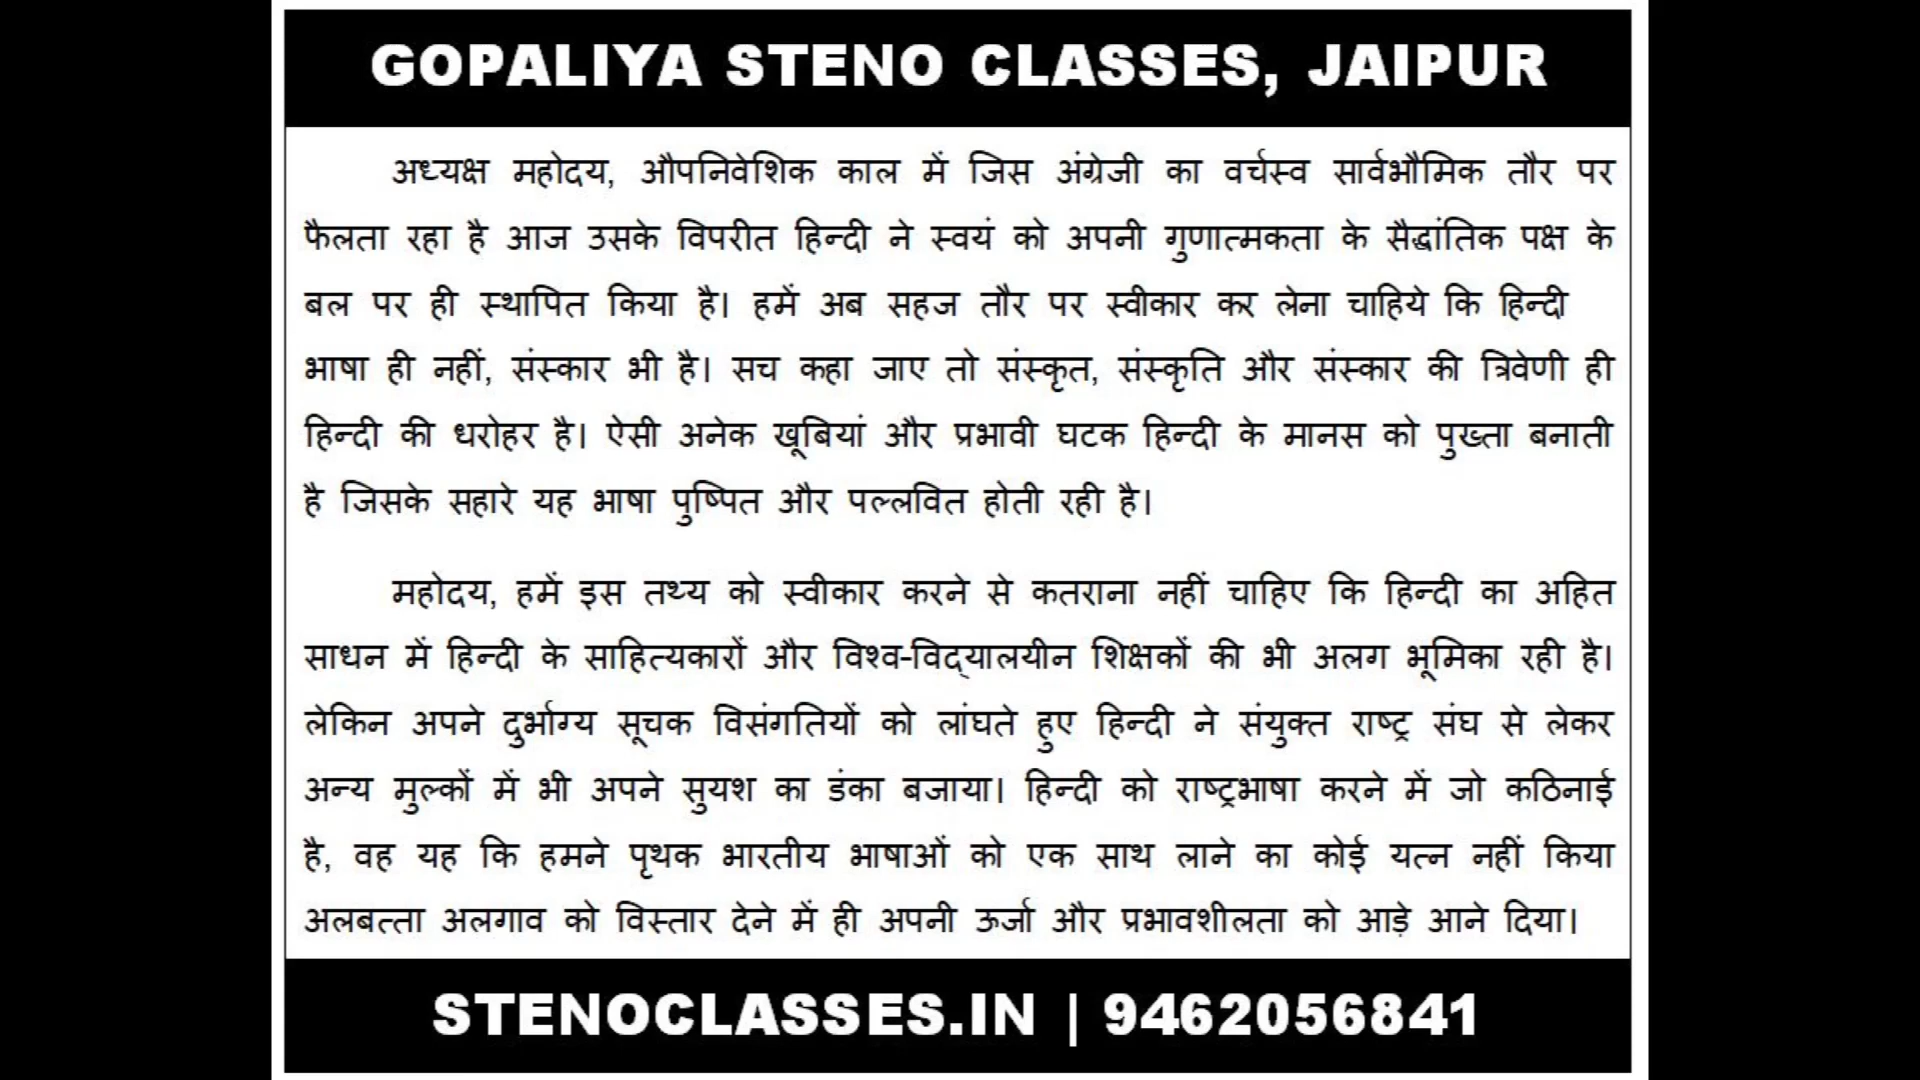 GOPALIYA STENO CLASSES, JAIPUR
अध्यक्ष महोदय, औपनिवेशिक काल में जिस अंग्रेजी का वर्चस्व सार्वभौमिक तौर पर
फैलता रहा है आज उसके विपरीत हिन्दी ने स्वयं को अपनी गुणात्मकता के सैद्धांतिक पक्ष के
बल पर ही स्थापित किया है। हमें अब सहज तौर पर स्वीकार कर लेना चाहिये कि हिन्दी
भाषा ही नहीं, संस्कार भी है। सच कहा जाए तो संस्कृत, संस्कृति और संस्कार की त्रिवेणी ही
हिन्दी की धरोहर है। ऐसी अनेक खूबियां और प्रभावी घटक हिन्दी के मानस को पुख्ता बनाती
है जिसके सहारे यह भाषा पुष्पित और पल्लवित होती रही है।
महोदय, हमें इस तथ्य को स्वीकार करने से कतराना नहीं चाहिए कि हिन्दी का अहित
साधन में हिन्दी के साहित्यकारों और विश्व-विद्यालयीन शिक्षकों की भी अलग भूमिका रही है।
लेकिन अपने दुर्भाग्य सूचक विसंगतियों को लांघते हुए हिन्दी ने संयुक्त राष्ट्र संघ से लेकर
अन्य मुल्कों में भी अपने सुयश का डंका बजाया। हिन्दी को राष्ट्रभाषा करने में जो कठिनाई
है, वह यह कि हमने पृथक भारतीय भाषाओं को एक साथ लाने का कोई यत्न नहीं किया
अलबत्ता अलगाव को विस्तार देने में ही अपनी ऊर्जा और प्रभावशीलता को आड़े आने दिया।
STENOCLASSES.IN | 9462056841